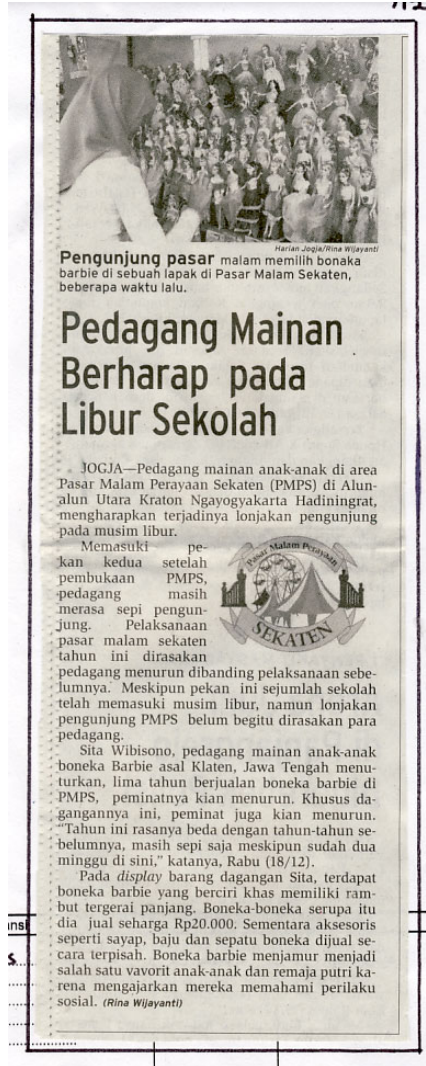 Harian Jogja/Rina Wijayanti
Pengunjung pasar malam memilih bonaka
barbie di sebuah lapak di Pasar Malam Sekaten,
beberapa waktu lalu.
Pedagang Mainan
Berharap pada
Libur Sekolah
JOGJA—Pedagang mainan anak-anak di area
Pasar Malam Perayaan Sekaten (PMPS) di Alun-
alun Utara Kraton Ngayogyakarta Hadiningrat,
mengharapkan terjadinya lonjakan pengunjung
pada musim libur.
Memasuki pe-
kan kedua setelah
pembukaan PMPS,
pedagang masih
merasa sepi pengun-
jung. Pelaksanaan
pasar malam sekaten
tahun ini dirasakan
Pasar Malam Perayaan
SEKATEN
pedagang menurun dibanding pelaksanaan sebe-
lumnya. Meskipun pekan ini sejumlah sekolah
telah memasuki musim libur, namun lonjakan
pengunjung PMPS belum begitu dirasakan para
pedagang.
Sita Wibisono, pedagang mainan anak-anak
boneka Barbie asal Klaten, Jawa Tengah menu-
turkan, lima tahun berjualan boneka barbie di
PMPS, peminatnya kian menurun. Khusus da-
gangannya ini, peminat juga kian menurun.
"Tahun ini rasanya beda dengan tahun-tahun se-
belumnya, masih sepi saja meskipun sudah dua
minggu di sini," katanya, Rabu (18/12).
Pada display barang dagangan Sita, terdapat
boneka barbie yang berciri khas memiliki ram-
but tergerai panjang. Boneka-boneka serupa itu
dia jual seharga Rp20.000. Sementara aksesoris
seperti sayap, baju dan sepatu boneka dijual se-
cara terpisah. Boneka barbie menjamur menjadi
salah satu vavorit anak-anak dan remaja putri ka-
rena mengajarkan mereka memahami perilaku
sosial. (Rina Wijayanti)